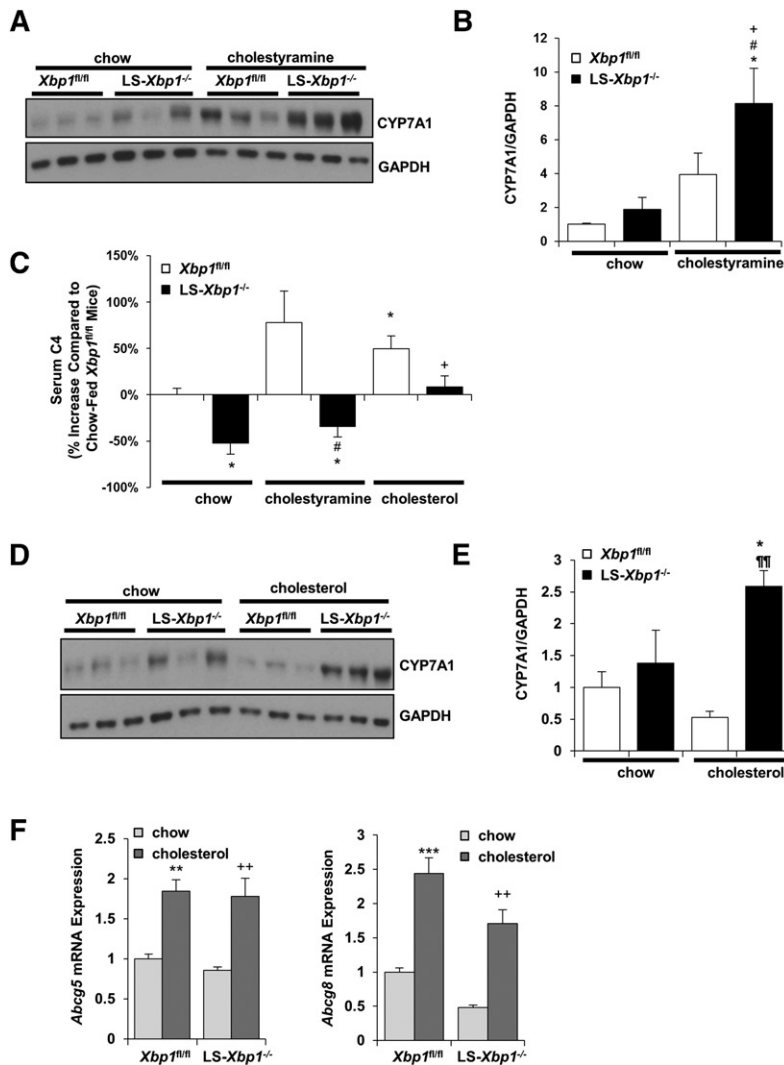 A
chow
cholestyramine
Xbp1fl/fl
LS-Xbp1-/-
Xbp1fl/fl
LS-Xbp1-/-
CYP7A1
GAPDH
B
CYP7A1/GAPDH
12
10
8
6
4
2
0
Xbp1fl/fl
LS-Xbp1-/-
+
#
*
chow
cholestyramine
C
Serum C4
(% Increase Compared to
Chow-Fed Xbp1fl/fl Mice)
150%
100%
50%
0%
-50%
-100%
Xbp1fl/fl
LS-Xbp1-/-
*
#
*
*
+
chow
cholestyramine
cholesterol
D
chow
cholesterol
Xbp1fl/fl
LS-Xbp1-/-
Xbp1fl/fl
LS-Xbp1-/-
CYP7A1
GAPDH
E
CYP7A1/GAPDH
3
2.5
2
1.5
1
0.5
0
Xbp1fl/fl
LS-Xbp1-/-
*
¶¶
chow
cholesterol
F
Abcg5 mRNA Expression
2.5
2
1.5
1
0.5
0
chow
cholesterol
**
++
Xbp1fl/fl
LS-Xbp1-/-
Abcg8 mRNA Expression
3
2.5
2
1.5
1
0.5
0
chow
cholesterol
***
++
Xbp1fl/fl
LS-Xbp1-/-